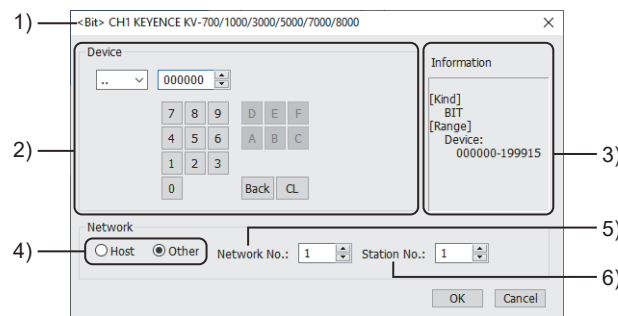 1) <Bit> CH1 KEYENCE KV-700/1000/3000/5000/7000/8000
Device
.. 000000
7 8 9 D E F
4 5 6 A B C
1 2 3
0 Back CL
2)
Information
[Kind]
BIT
[Range]
Device:
000000-199915
3)
Network
4) Host Other Network No.: 1 Station No.: 1
5)
6)
OK Cancel